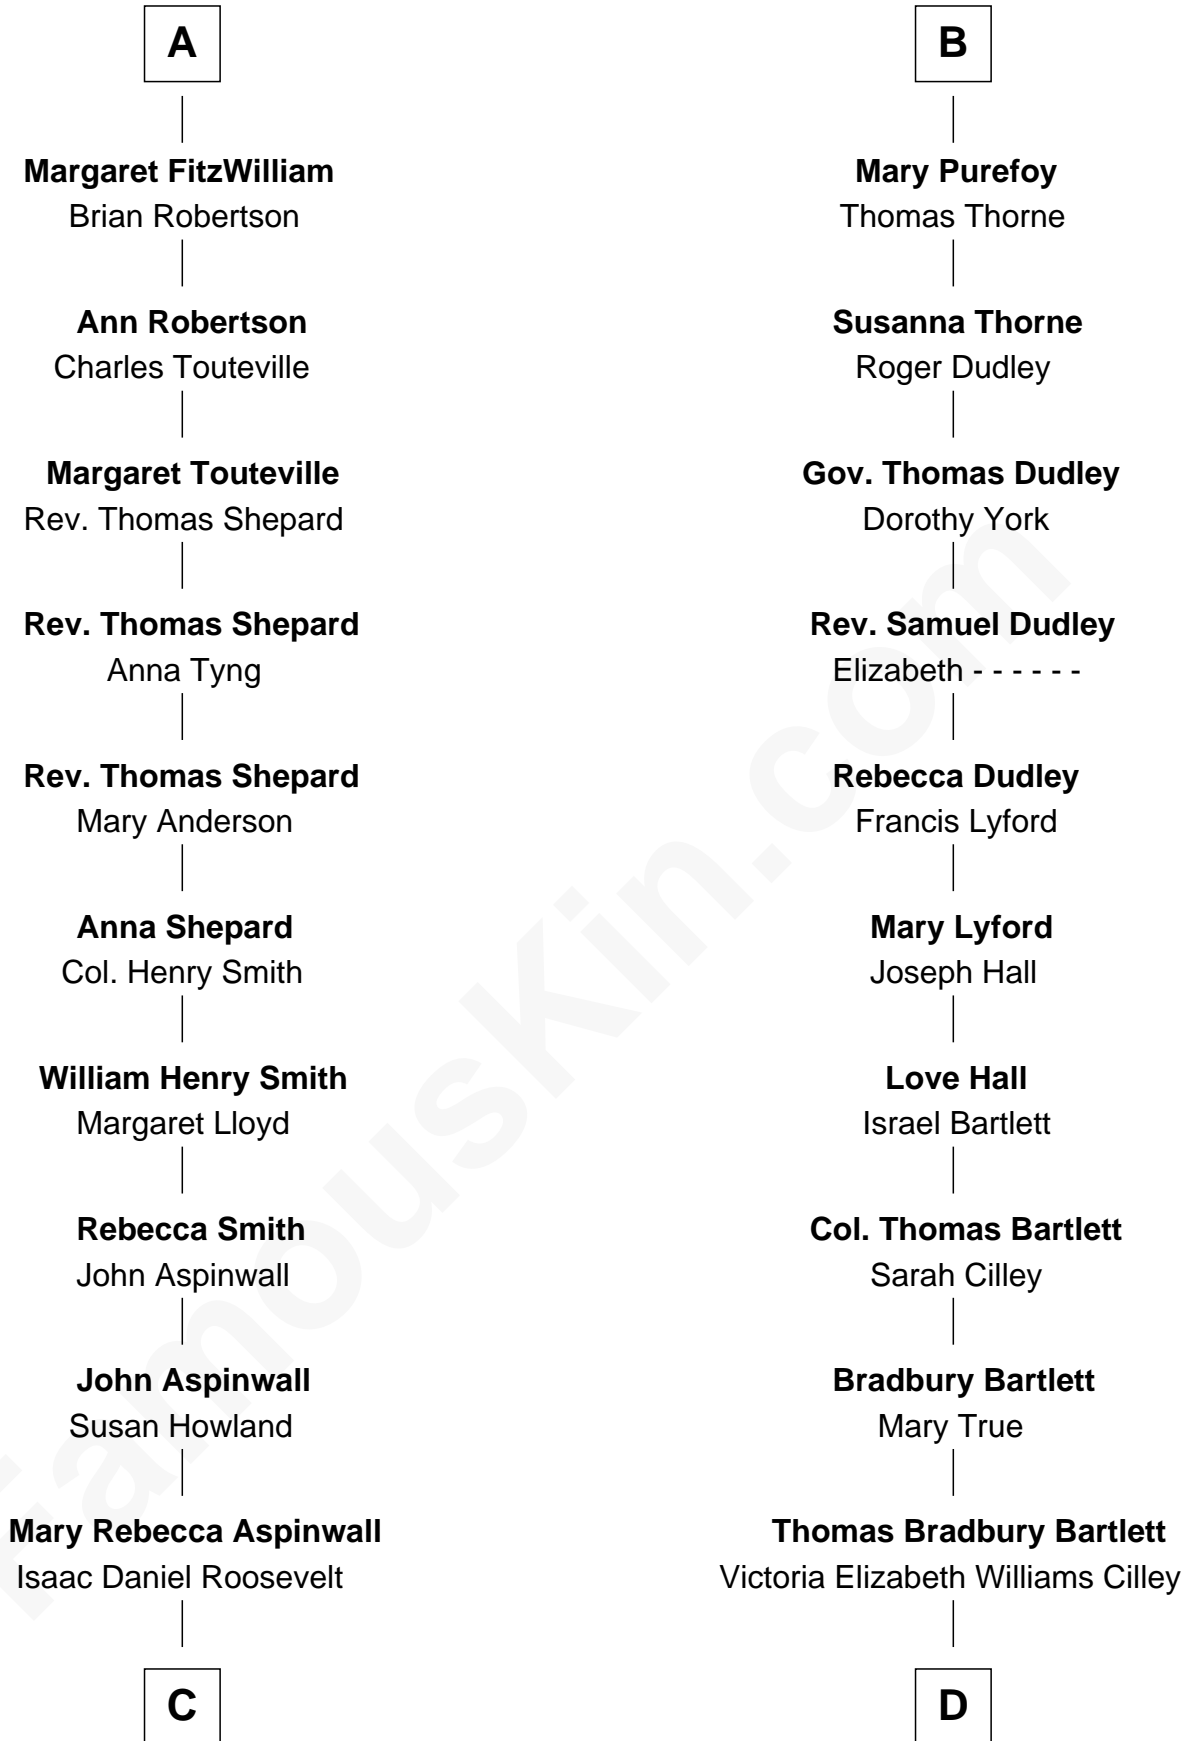 A
Margaret FitzWilliam
Brian Robertson
Ann Robertson
Charles Touteville
Margaret Touteville
Rev. Thomas Shepard
Rev. Thomas Shepard
Anna Tyng
Rev. Thomas Shepard
Mary Anderson
Anna Shepard
Col. Henry Smith
William Henry Smith
Margaret Lloyd
Rebecca Smith
John Aspinwall
John Aspinwall
Susan Howland
Mary Rebecca Aspinwall
Isaac Daniel Roosevelt
C
B
Mary Purefoy
Thomas Thorne
Susanna Thorne
Roger Dudley
Gov. Thomas Dudley
Dorothy York
Rev. Samuel Dudley
Elizabeth - - - - - -
Rebecca Dudley
Francis Lyford
Mary Lyford
Joseph Hall
Love Hall
Israel Bartlett
Col. Thomas Bartlett
Sarah Cilley
Bradbury Bartlett
Mary True
Thomas Bradbury Bartlett
Victoria Elizabeth Williams Cilley
D
FamousKin.com